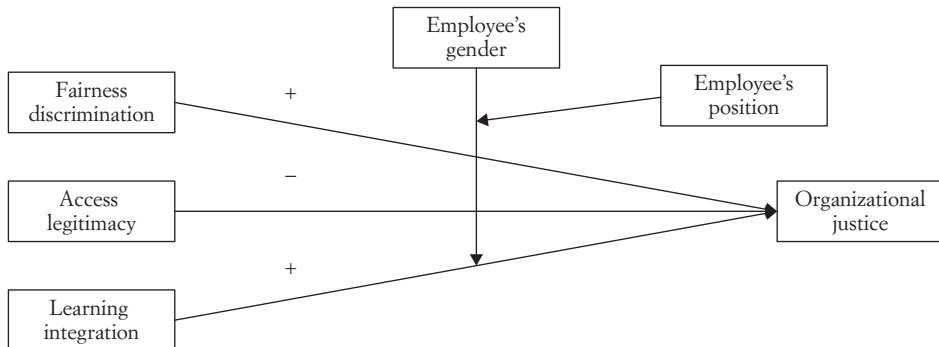 Employee's
gender
Fairness
discrimination
+
Employee's
position
Access
legitimacy
−
Organizational
justice
Learning
integration
+